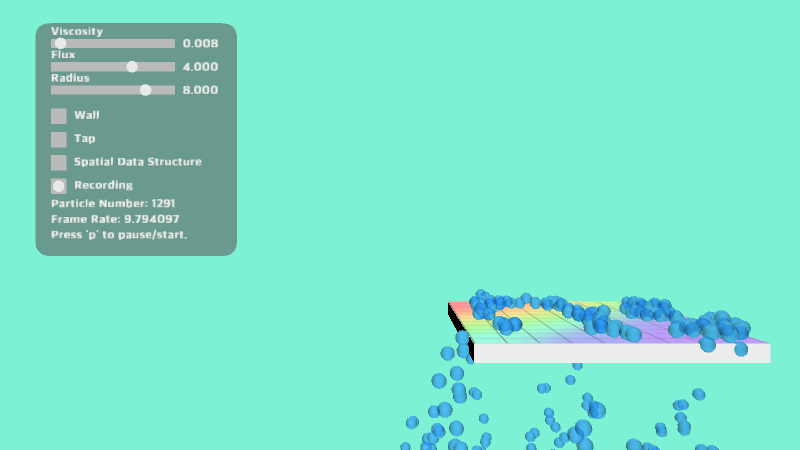 Viscosity
0.008
Flux
4.000
Radius
8.000
Wall
Tap
Spatial Data Structure
Recording
Particle Number: 1291
Frame Rate: 9.794097
Press 'p' to pause/start.